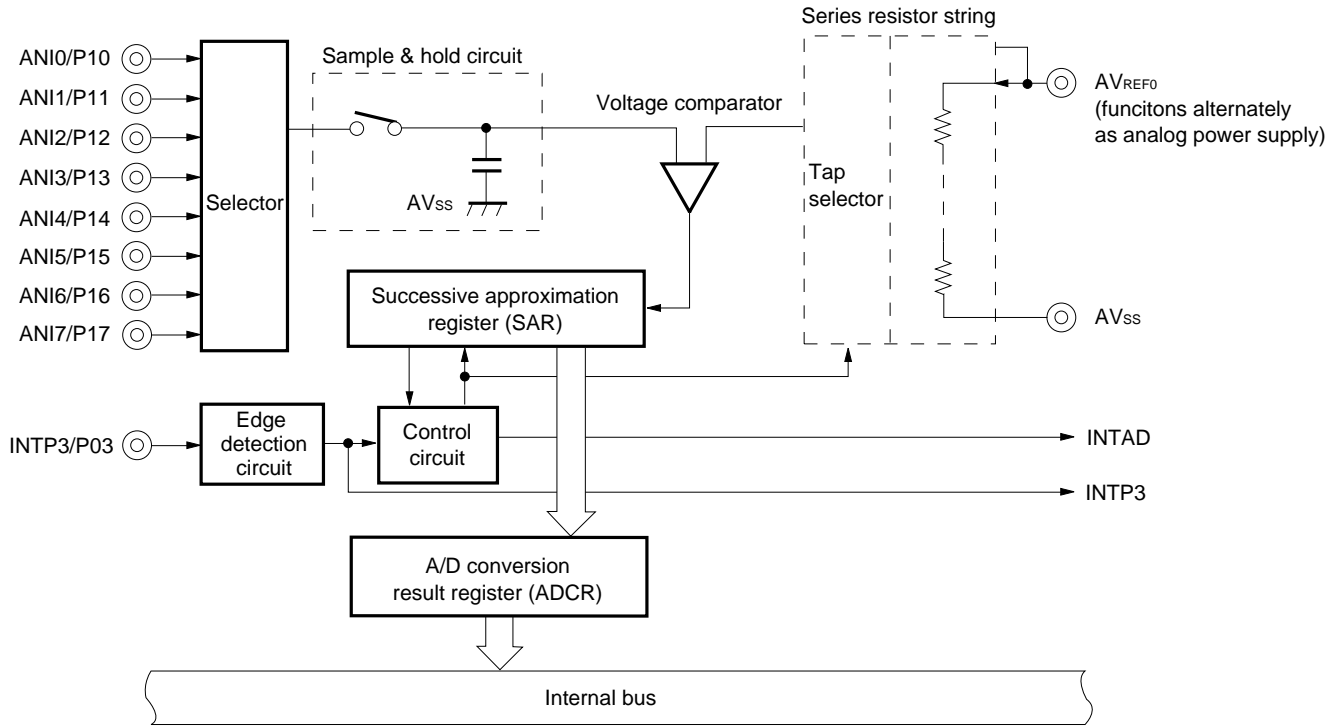 Series resistor string
ANI0/P10
ANI1/P11
ANI2/P12
ANI3/P13
ANI4/P14
ANI5/P15
ANI6/P16
ANI7/P17
Selector
Sample & hold circuit
AVSS
Voltage comparator
Tap
selector
AVREF0
(funcitons alternately
as analog power supply)
AVSS
Successive approximation
register (SAR)
INTP3/P03
Edge
detection
circuit
Control
circuit
INTAD
INTP3
A/D conversion
result register (ADCR)
Internal bus